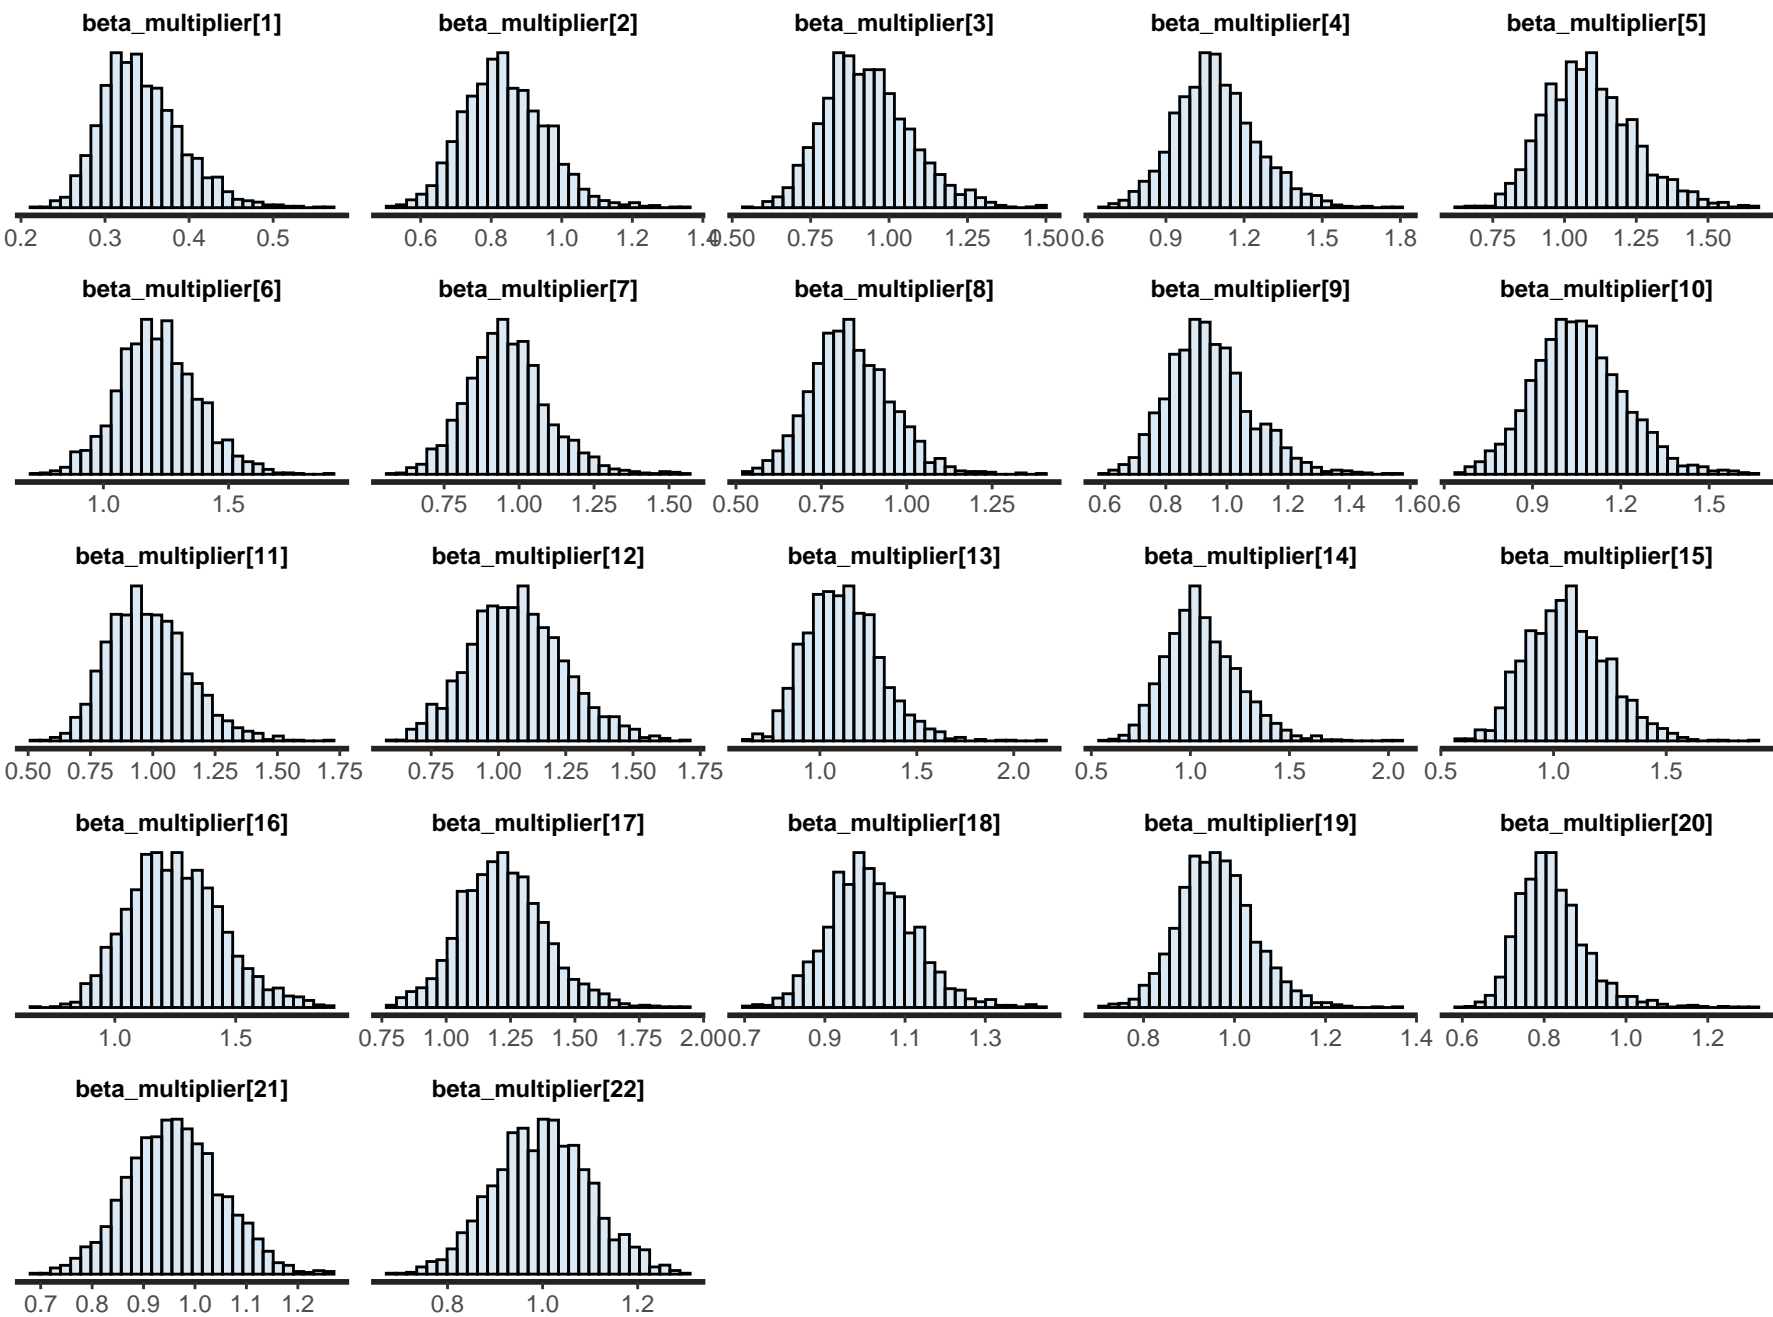 beta_multiplier[1] beta_multiplier[2] beta_multiplier[3] beta_multiplier[4] beta_multiplier[5]
0.2 0.3 0.4 0.5 0.6 0.8 1.0 1.2 1.4 0.50 0.75 1.00 1.25 1.50 0.6 0.9 1.2 1.5 1.8 0.75 1.00 1.25 1.50
beta_multiplier[6] beta_multiplier[7] beta_multiplier[8] beta_multiplier[9] beta_multiplier[10]
1.0 1.5 0.75 1.00 1.25 1.50 0.50 0.75 1.00 1.25 0.6 0.8 1.0 1.2 1.4 1.6 0.6 0.9 1.2 1.5
beta_multiplier[11] beta_multiplier[12] beta_multiplier[13] beta_multiplier[14] beta_multiplier[15]
0.50 0.75 1.00 1.25 1.50 1.75 0.75 1.00 1.25 1.50 1.75 1.0 1.5 2.0 0.5 1.0 1.5 2.0 0.5 1.0 1.5
beta_multiplier[16] beta_multiplier[17] beta_multiplier[18] beta_multiplier[19] beta_multiplier[20]
1.0 1.5 0.75 1.00 1.25 1.50 1.75 2.00 0.7 0.9 1.1 1.3 0.8 1.0 1.2 1.4 0.6 0.8 1.0 1.2
beta_multiplier[21] beta_multiplier[22]
0.7 0.8 0.9 1.0 1.1 1.2 0.8 1.0 1.2